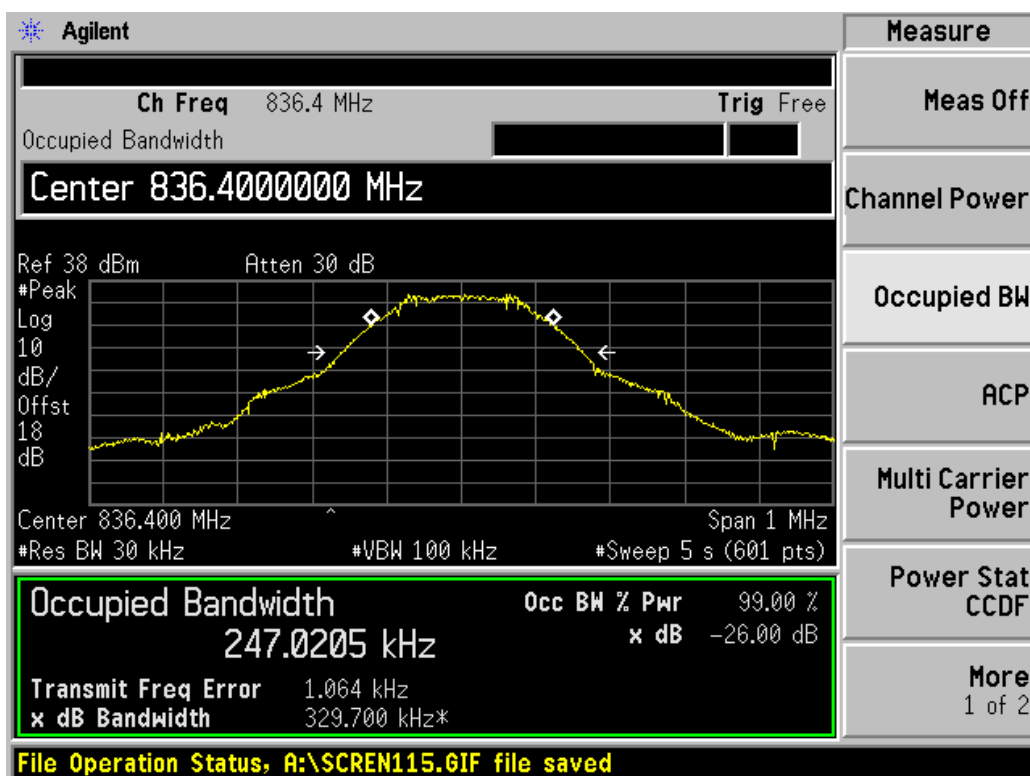 Agilent
Measure
Ch Freq 836.4 MHz Trig Free
Occupied Bandwidth
Center 836.4000000 MHz
Ref 38 dBm Atten 30 dB
#Peak
Log
10
dB/
Offst
18
dB
Center 836.400 MHz ^ Span 1 MHz
#Res BW 30 kHz #VBW 100 kHz #Sweep 5 s (601 pts)
Occupied Bandwidth
247.0205 kHz
Occ BW % Pwr 99.00 %
x dB -26.00 dB
Transmit Freq Error 1.064 kHz
x dB Bandwidth 329.700 kHz*
File Operation Status, A:\SCREN115.GIF file saved
Meas Off
Channel Power
Occupied BW
ACP
Multi Carrier
Power
Power Stat
CCDF
More
1 of 2